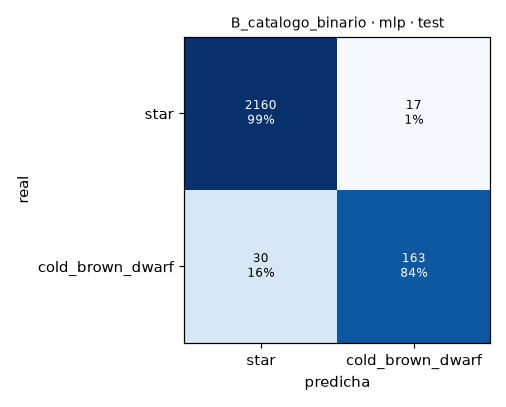 B_catalogo_binario · mlp · test
real
star
2160
99%
17
1%
cold_brown_dwarf
30
16%
163
84%
star
cold_brown_dwarf
predicha